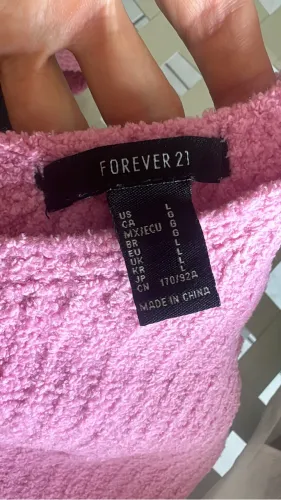 FOREVER 21
US L
CA G
MX/ECU G
BR G
EU L
UK L
KR L
JP L
CN 170/92A
MADE IN CHINA